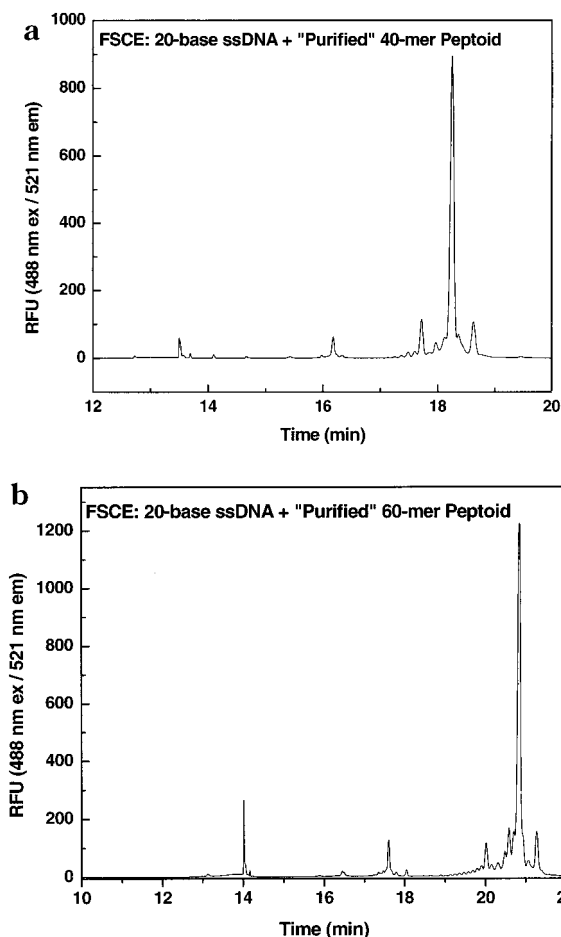 a
FSCE: 20-base ssDNA + "Purified" 40-mer Peptoid
1000
800
600
400
200
0
RFU (488 nm ex / 521 nm em)
12 14 16 18 20
Time (min)
b
FSCE: 20-base ssDNA + "Purified" 60-mer Peptoid
1200
1000
800
600
400
200
0
RFU (488 nm ex / 521 nm em)
10 12 14 16 18 20
Time (min)